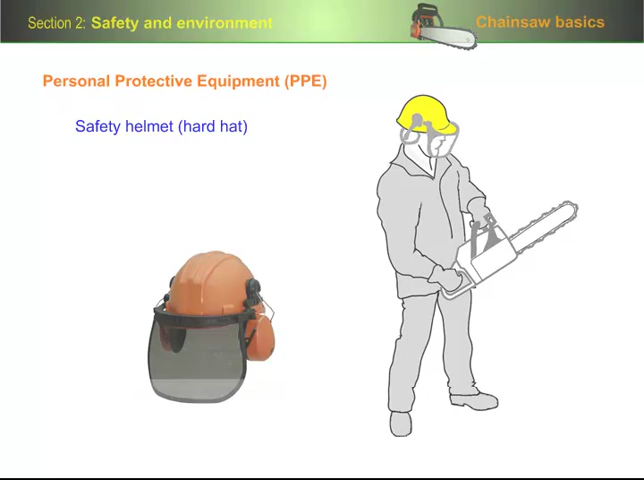 Section 2: Safety and environment
Chainsaw basics
Personal Protective Equipment (PPE)
Safety helmet (hard hat)